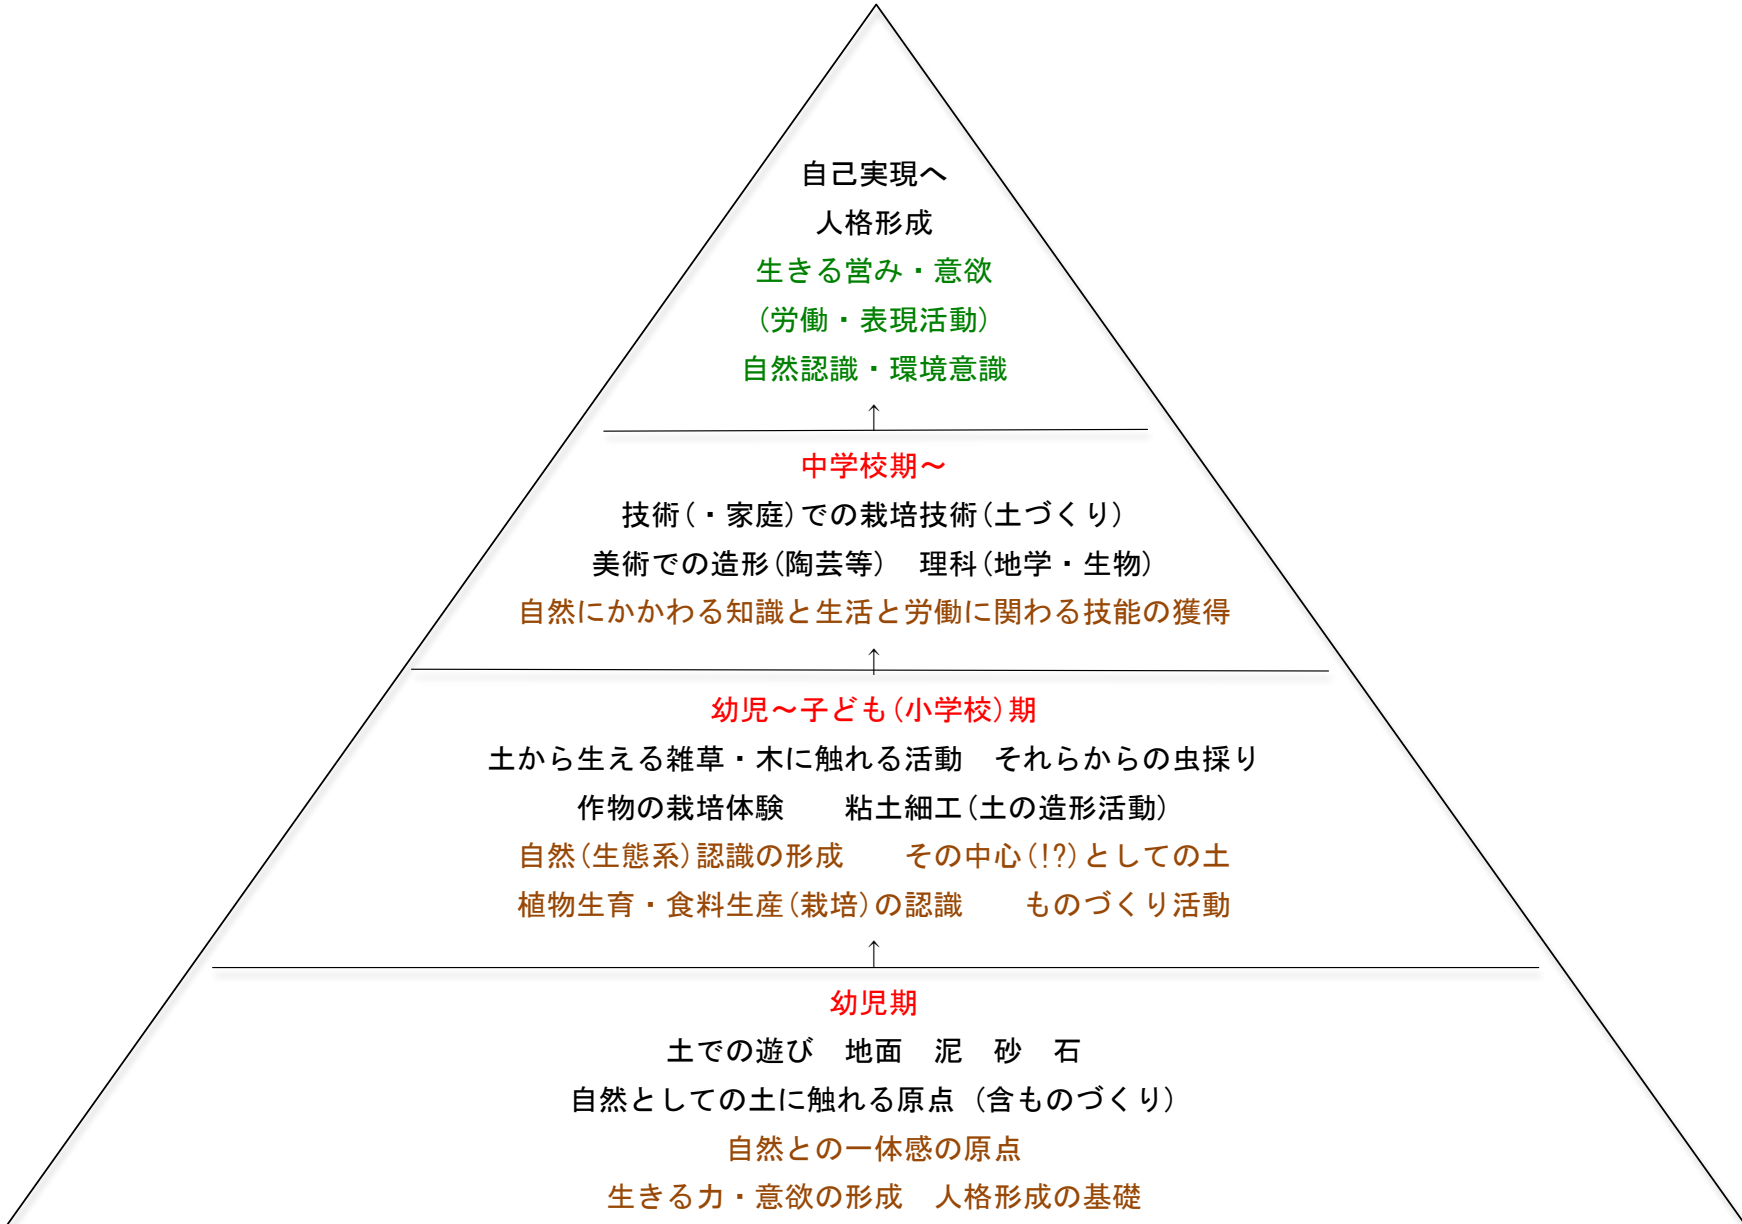 自己実現へ
人格形成
生きる営み・意欲
(労働・表現活動)
自然認識・環境意識
↑
中学校期～
技術(・家庭)での栽培技術(土づくり)
美術での造形(陶芸等)　理科(地学・生物)
自然にかかわる知識と生活と労働に関わる技能の獲得
↑
幼児～子ども(小学校)期
土から生える雑草・木に触れる活動　それらからの虫採り
作物の栽培体験　　粘土細工(土の造形活動)
自然(生態系)認識の形成　　その中心(!?)としての土
植物生育・食料生産(栽培)の認識　　ものづくり活動
↑
幼児期
土での遊び　地面　泥　砂　石
自然としての土に触れる原点 (含ものづくり)
自然との一体感の原点
生きる力・意欲の形成　人格形成の基礎